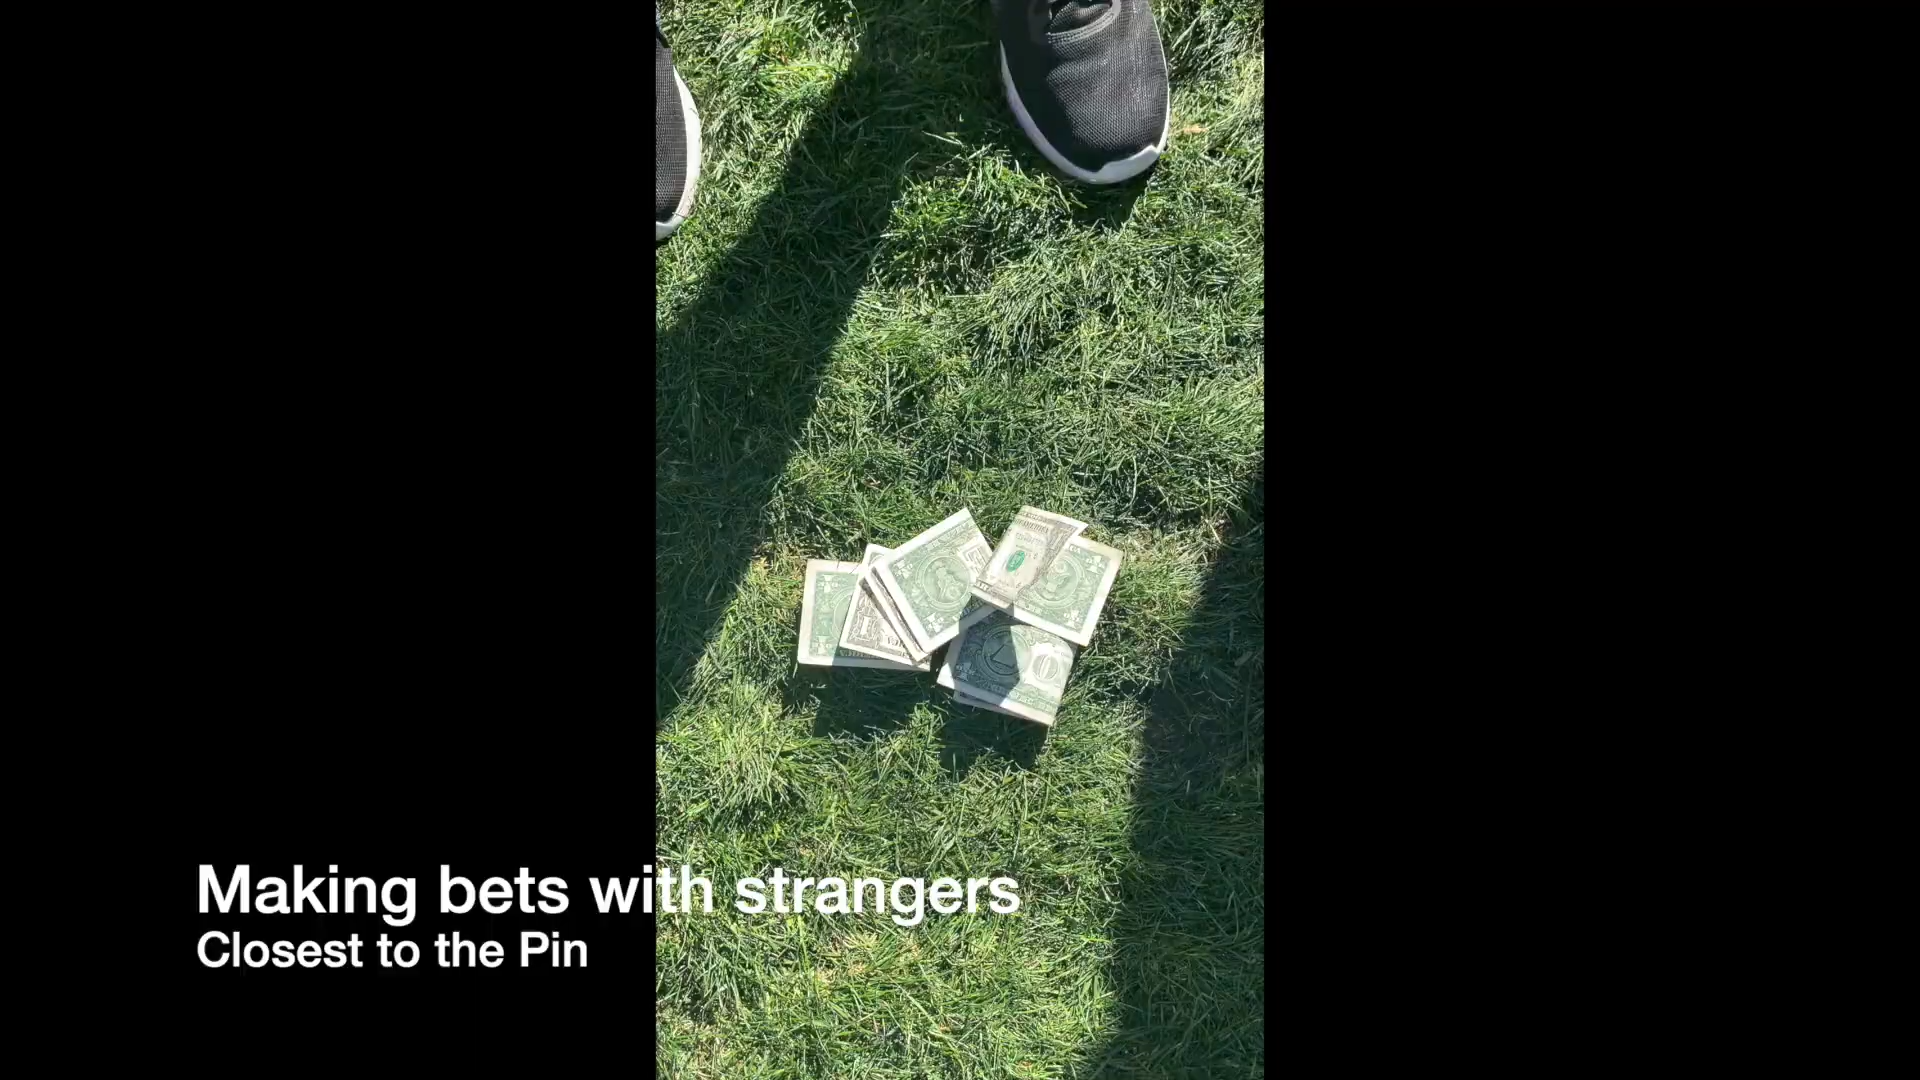 Making bets with strangers
Closest to the Pin